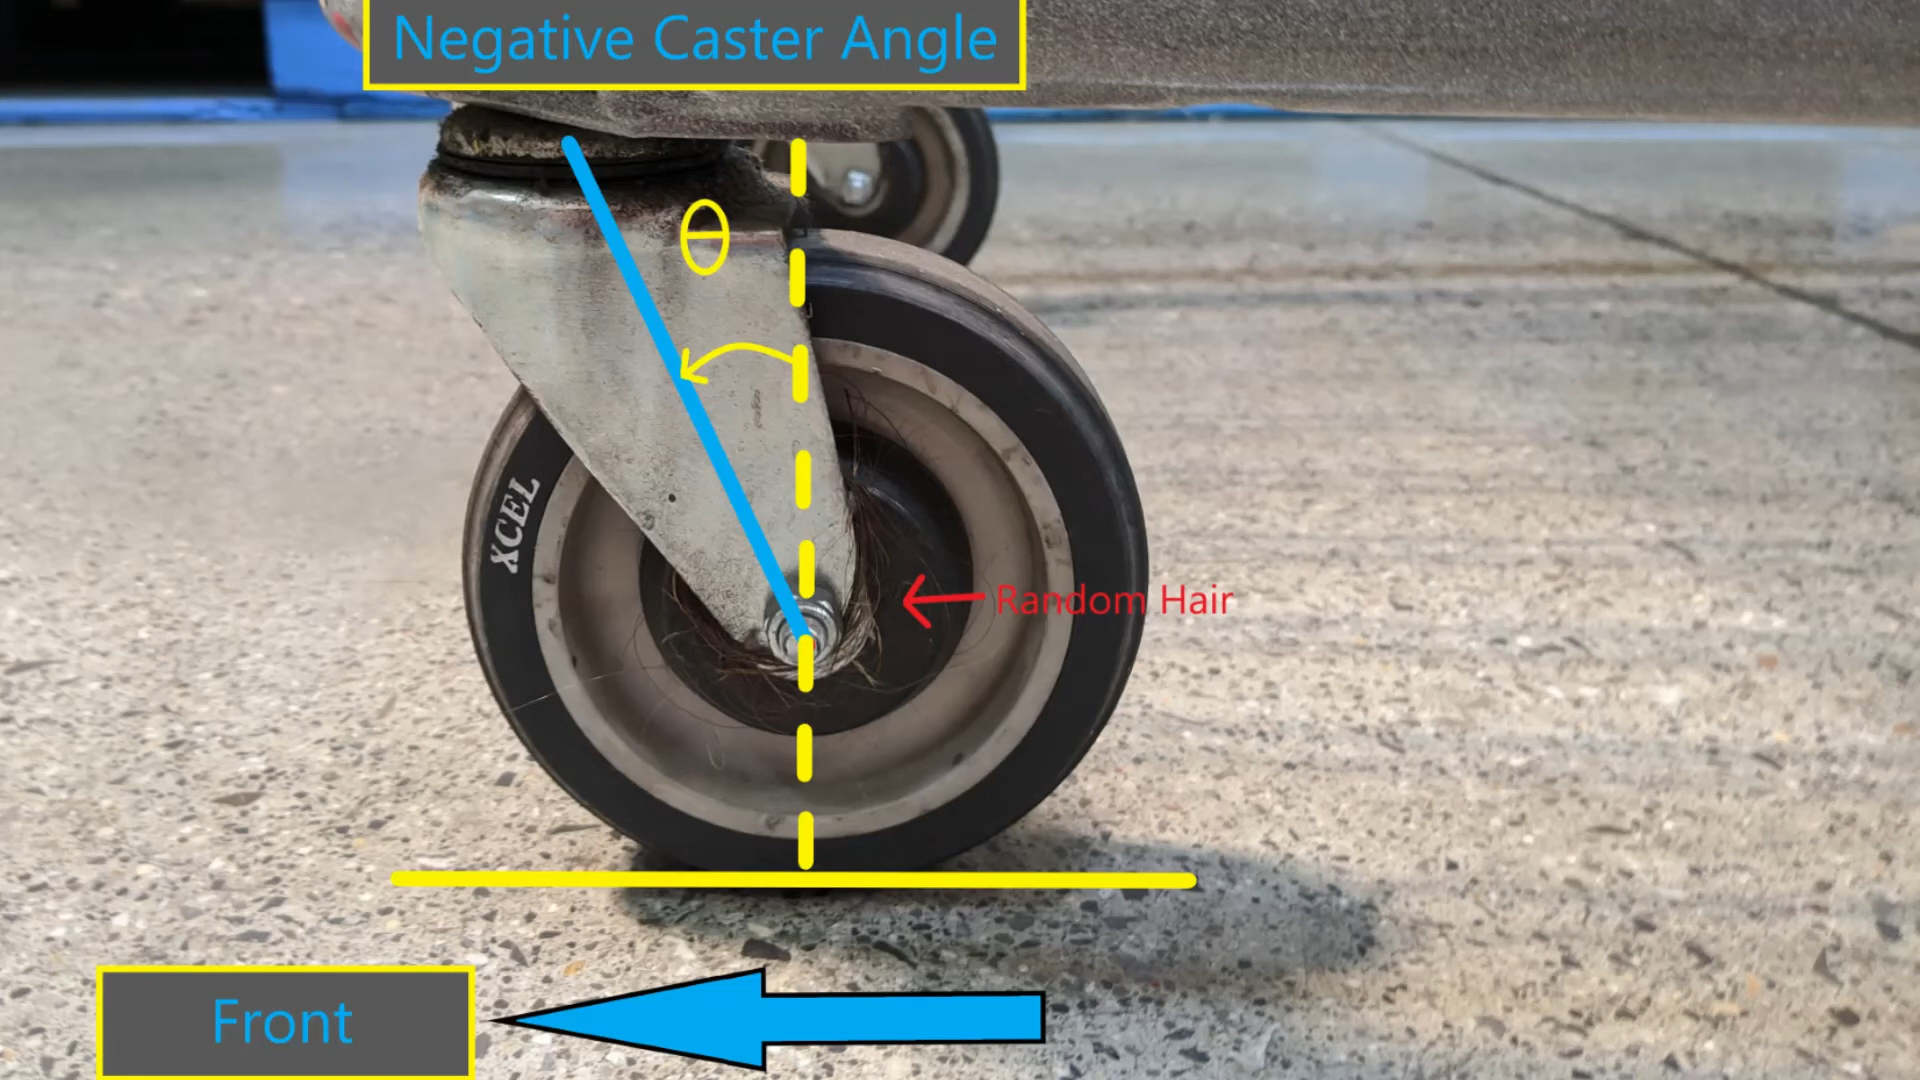 Negative Caster Angle
θ
XCEL
Random Hair
Front